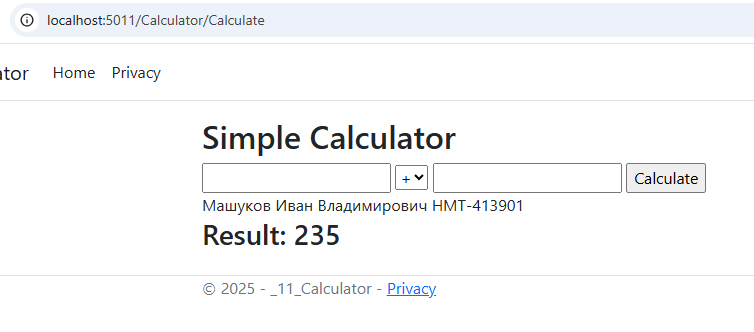 localhost:5011/Calculator/Calculate
ator Home Privacy
Simple Calculator
+ Calculate
Машуков Иван Владимирович НМТ-413901
Result: 235
© 2025 - _11_Calculator - Privacy